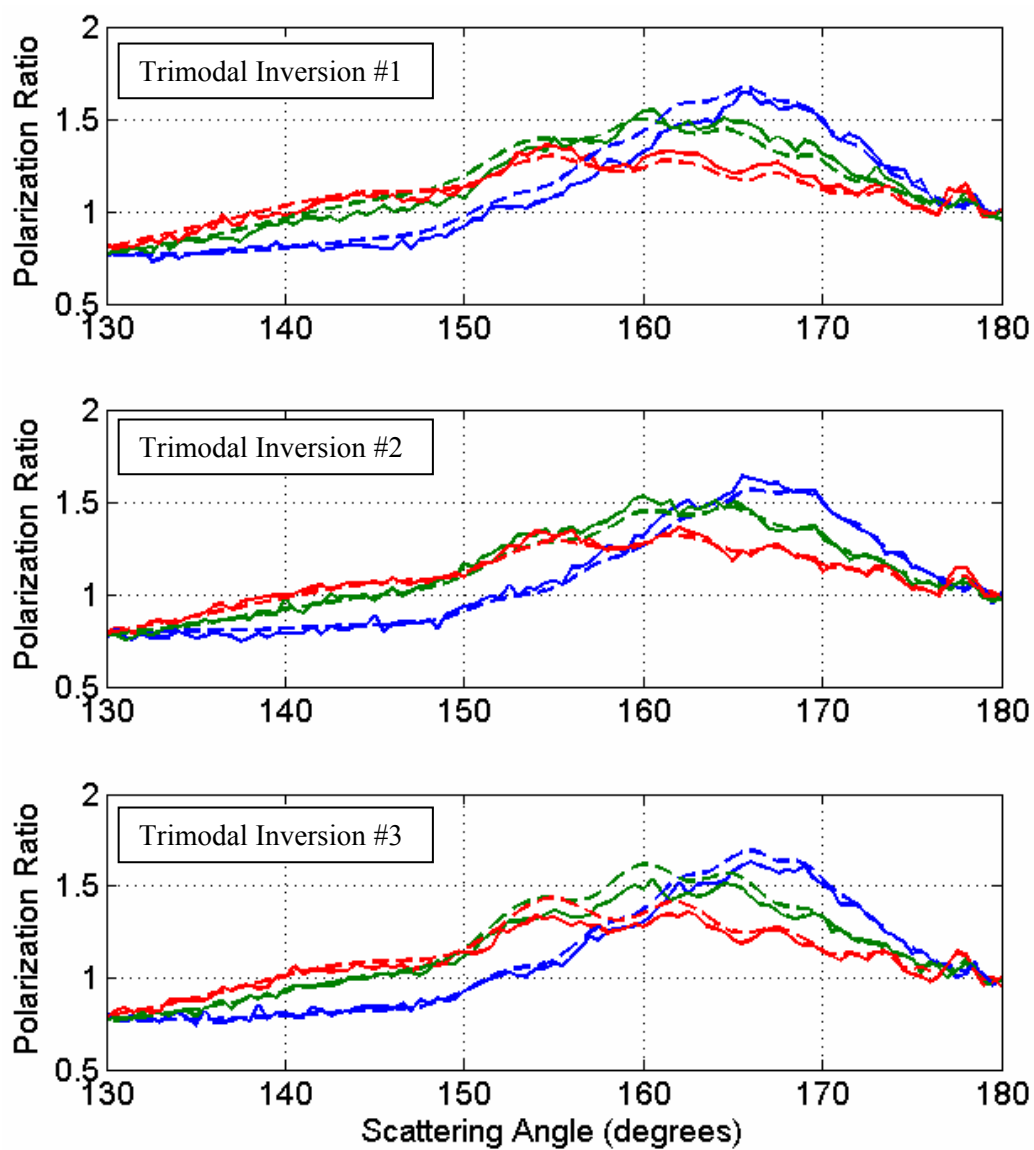 2
Trimodal Inversion #1
Polarization Ratio
1.5
1
0.5
130 140 150 160 170 180
2
Trimodal Inversion #2
Polarization Ratio
1.5
1
0.5
130 140 150 160 170 180
2
Trimodal Inversion #3
Polarization Ratio
1.5
1
0.5
130 140 150 160 170 180
Scattering Angle (degrees)